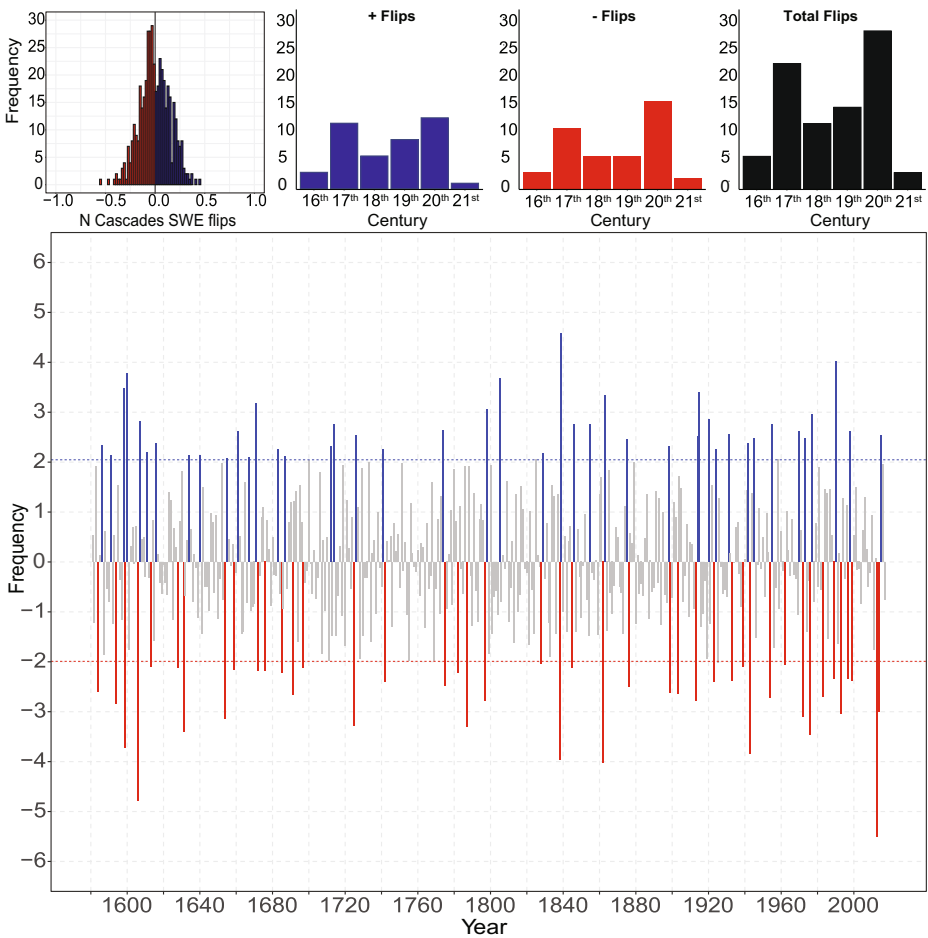 + Flips
- Flips
Total Flips
Frequency
30
25
20
15
10
5
0
−1.0 −0.5 0.0 0.5 1.0
N Cascades SWE flips
30
25
20
15
10
5
0
16th 17th 18th 19th 20th 21st
Century
30
25
20
15
10
5
0
16th 17th 18th 19th 20th 21st
Century
30
25
20
15
10
5
0
16th 17th 18th 19th 20th 21st
Century
Frequency
6
5
4
3
2
1
0
−1
−2
−3
−4
−5
−6
1600 1640 1680 1720 1760 1800 1840 1880 1920 1960 2000
Year